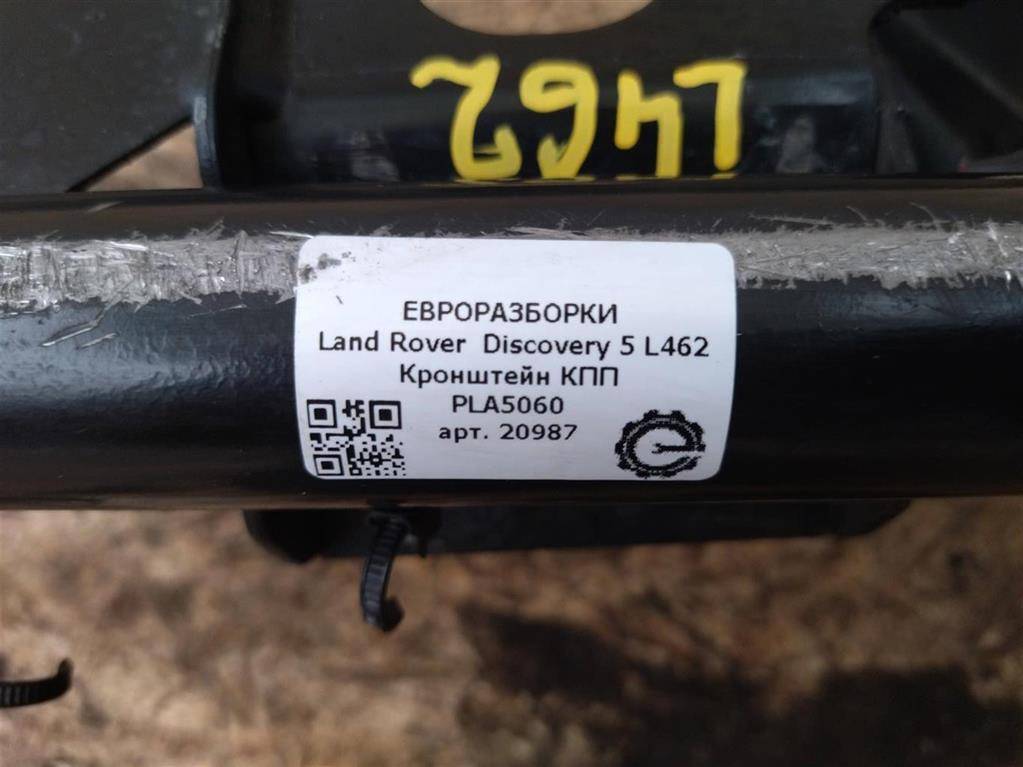 L462
ЕВРОРАЗБОРКИ
Land Rover Discovery 5 L462
Кронштейн КПП
PLA5060
арт. 20987